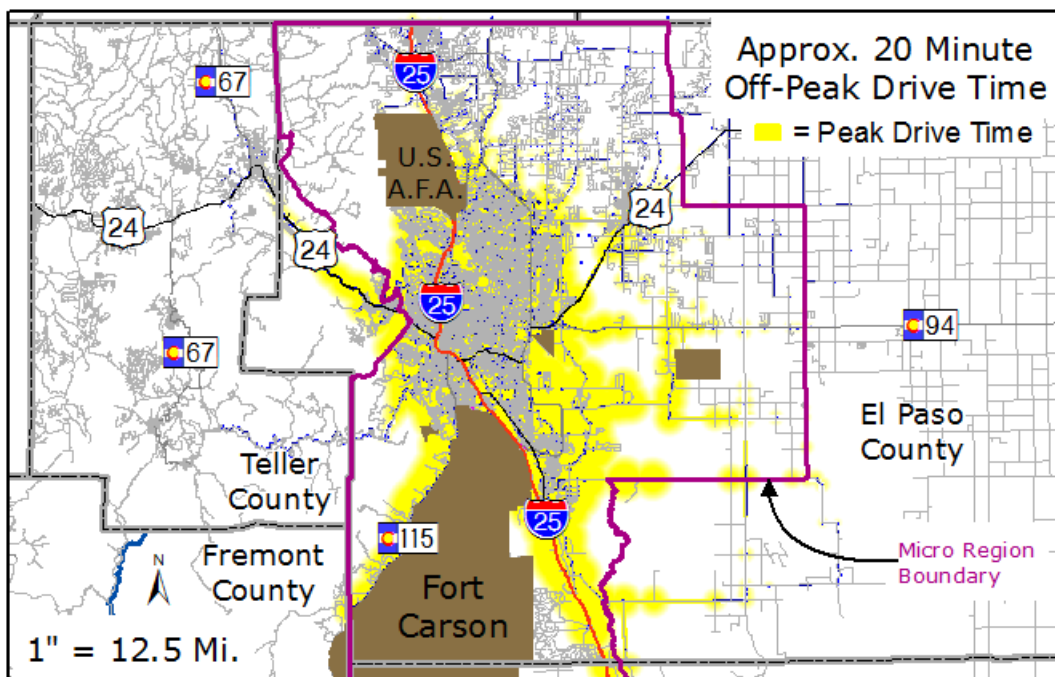 Approx. 20 Minute
Off-Peak Drive Time
= Peak Drive Time
67
25
U.S.
A.F.A.
24
24
24
25
67
94
El Paso
County
Teller
County
25
115
Fremont
County
Micro Region
Boundary
N
Fort
Carson
1" = 12.5 Mi.